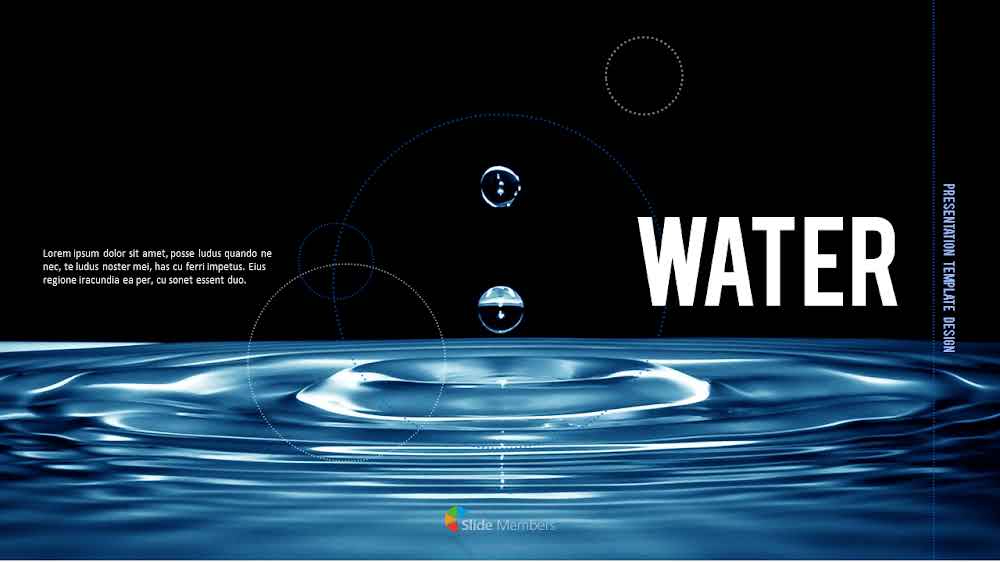 WATER
PRESENTATION TEMPLATE DESIGN
Lorem ipsum dolor sit amet, posse ludus quando ne
nec, te ludus noster mei, has cu ferri impetus. Eius
regione iracundia ea per, cu sonet essent duo.
Slide Members